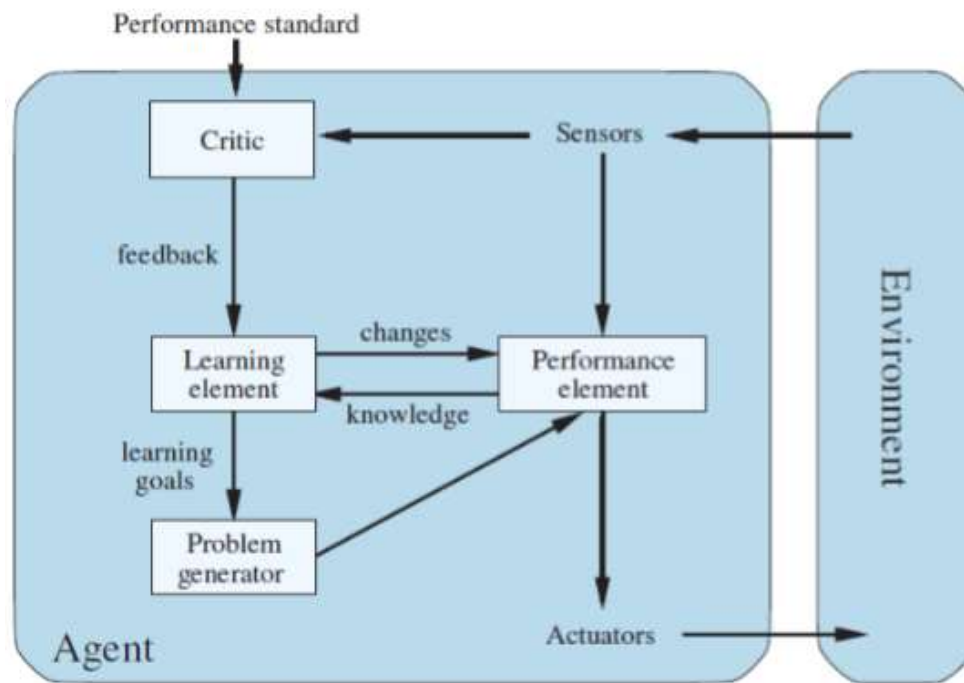 Performance standard
Critic
Sensors
feedback
changes
Learning
element
Performance
element
knowledge
learning
goals
Problem
generator
Actuators
Agent
Environment